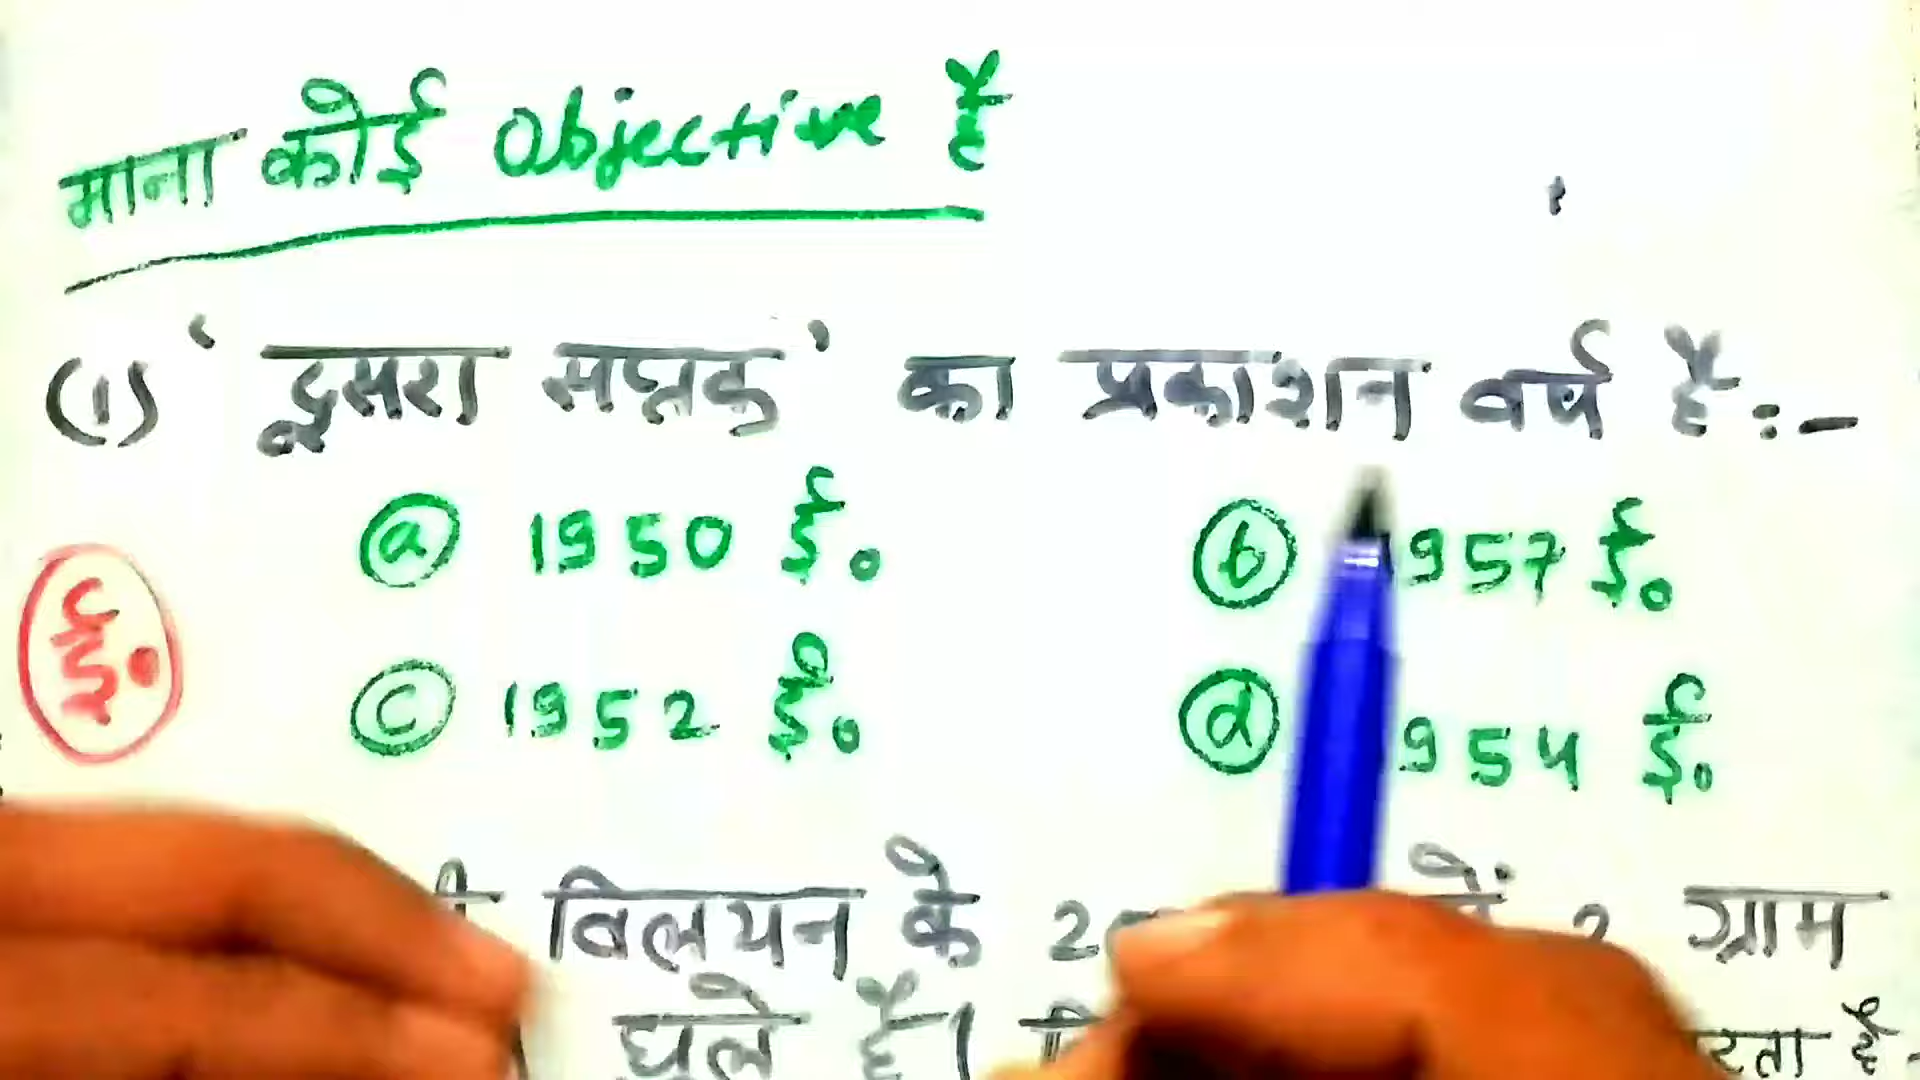 माना कोई Objective है
(1) 'दूसरा सप्तक' का प्रकाशन वर्ष है:-
(a) 1950 ई०
(b) 957 ई०
ई०
(c) 1952 ई०
(d) 954 ई०
विलयन के 20 में 2 ग्राम
घुले है।